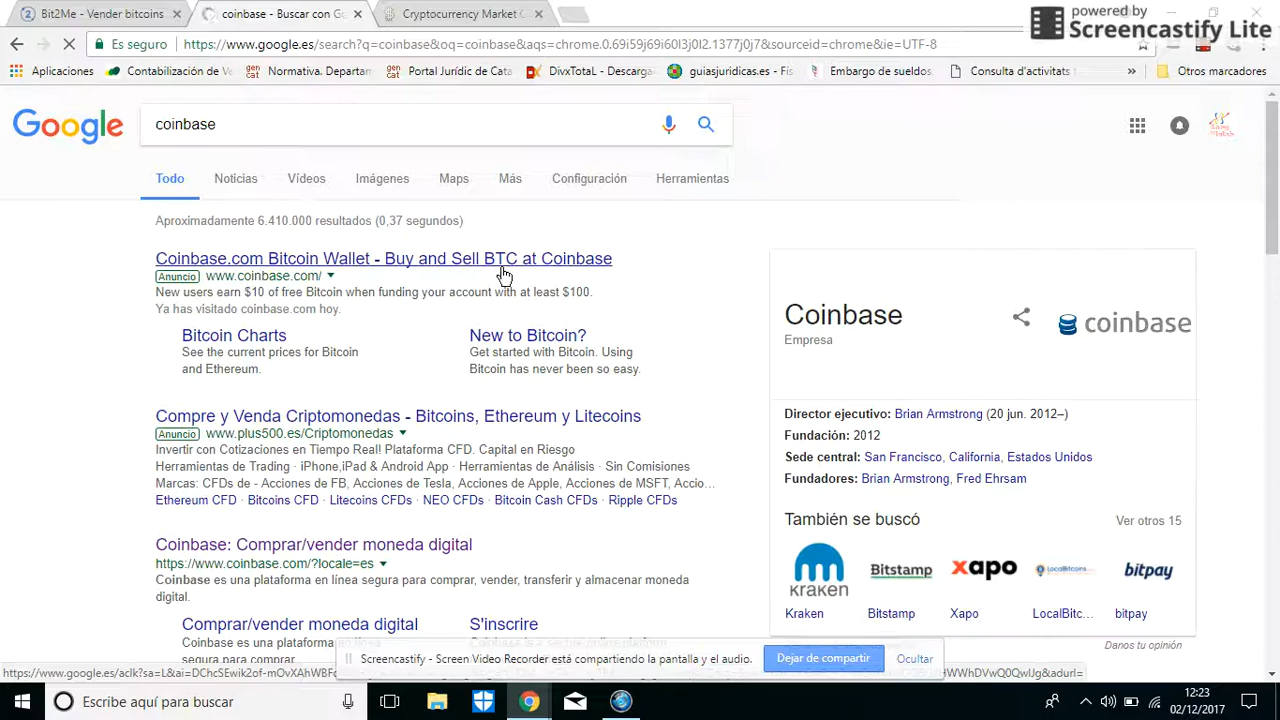 Bit2Me - Vender bitcoins
coinbase - Buscar con G
Cryptocurrency Market C
powered by
Screencastify Lite
Es seguro
https://www.google.es/search?q=coinbase&oq=
&aqs=chrome.0.69i59j69i60l3j0l2.1377j0j7&sourceid=chrome&ie=UTF-8
Aplicaciones
Contabilización de Ve
Normativa. Departam
Portal Jurídic de Cat
DivxTotal - Descarga
guiasjuridicas.es - Fis
Embargo de sueldos
Consulta d'activitats
»
Otros marcadores
Google
coinbase
Todo
Noticias
Vídeos
Imágenes
Maps
Más
Configuración
Herramientas
Aproximadamente 6.410.000 resultados (0,37 segundos)
Coinbase.com Bitcoin Wallet - Buy and Sell BTC at Coinbase
Anuncio www.coinbase.com/
New users earn $10 of free Bitcoin when funding your account with at least $100.
Ya has visitado coinbase.com hoy.
Bitcoin Charts
See the current prices for Bitcoin
and Ethereum.
New to Bitcoin?
Get started with Bitcoin. Using
Bitcoin has never been so easy.
Compre y Venda Criptomonedas - Bitcoins, Ethereum y Litecoins
Anuncio www.plus500.es/Criptomonedas
Invertir con Cotizaciones en Tiempo Real! Plataforma CFD. Capital en Riesgo
Herramientas de Trading · iPhone,iPad & Android App · Herramientas de Análisis · Sin Comisiones
Marcas: CFDs de - Acciones de FB, Acciones de Tesla, Acciones de Apple, Acciones de MSFT, Accio…
Ethereum CFD · Bitcoins CFD · Litecoins CFDs · NEO CFDs · Bitcoin Cash CFDs · Ripple CFDs
Coinbase: Comprar/vender moneda digital
https://www.coinbase.com/?locale=es
Coinbase es una plataforma en línea segura para comprar, vender, transferir y almacenar moneda
digital.
Comprar/vender moneda digital
Coinbase es una plataforma en línea
segura para comprar
S'inscrire
Coinbase
Empresa
coinbase
Director ejecutivo: Brian Armstrong (20 jun. 2012–)
Fundación: 2012
Sede central: San Francisco, California, Estados Unidos
Fundadores: Brian Armstrong, Fred Ehrsam
También se buscó
Ver otros 15
Bitstamp
xapo
LocalBitcoins
bitpay
Kraken
Bitstamp
Xapo
LocalBitc...
bitpay
Danos tu opinión
Screencastify - Screen Video Recorder está compartiendo la pantalla y el audio.
Dejar de compartir
Ocultar
Escribe aquí para buscar
12:23
02/12/2017